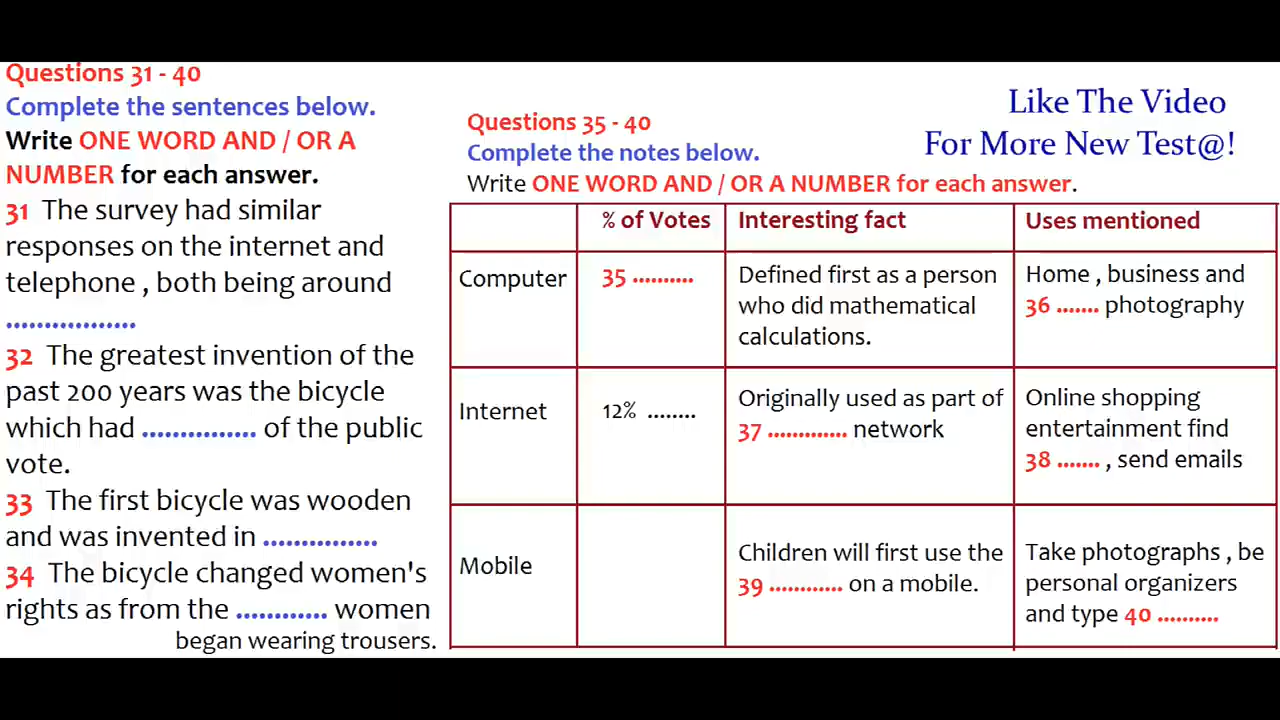 Questions 31 - 40
Complete the sentences below.
Write ONE WORD AND / OR A
NUMBER for each answer.
31 The survey had similar
responses on the internet and
telephone , both being around
.................
32 The greatest invention of the
past 200 years was the bicycle
which had ............... of the public
vote.
33 The first bicycle was wooden
and was invented in ...............
34 The bicycle changed women's
rights as from the ............ women
began wearing trousers.
Like The Video
For More New Test@!
Questions 35 - 40
Complete the notes below.
Write ONE WORD AND / OR A NUMBER for each answer.
% of Votes
Interesting fact
Uses mentioned
Computer
35 ..........
Defined first as a person
who did mathematical
calculations.
Home , business and
36 ....... photography
Internet
12% ........
Originally used as part of
37 ............. network
Online shopping
entertainment find
38 ....... , send emails
Mobile
Children will first use the
39 ............ on a mobile.
Take photographs , be
personal organizers
and type 40 ..........